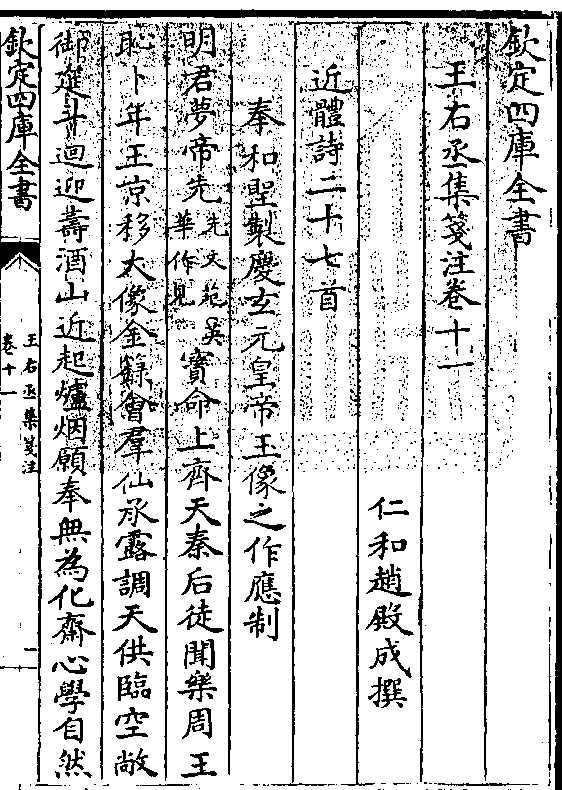 欽定四庫全書
王右丞集箋注卷十一
仁和趙殿成撰
近體詩二十七首
奉和聖製慶玄元皇帝玉像之作應制
明君夢帝先先文苑英華作見寶命上齊天秦后徒聞樂周王
恥卜年玉京移大像金籙會羣仙承露調天供臨空敞
御筵斗迴迎壽酒山近起爐烟願奉無為化齋心學自然
欽定四庫全書
王右丞集箋注
卷十一
一